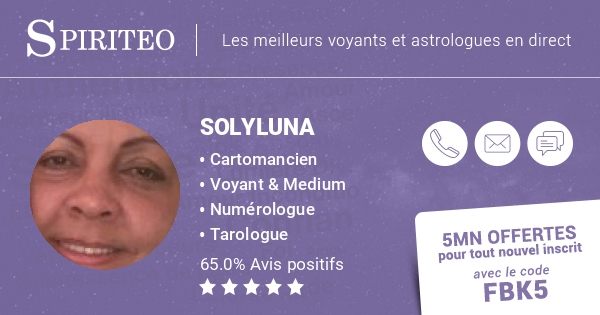 SPIRITEO
Les meilleurs voyants et astrologues en direct
SOLYLUNA
• Cartomancien
• Voyant & Medium
• Numérologue
• Tarologue
65.0% Avis positifs
5MN OFFERTES
pour tout nouvel inscrit
avec le code
FBK5